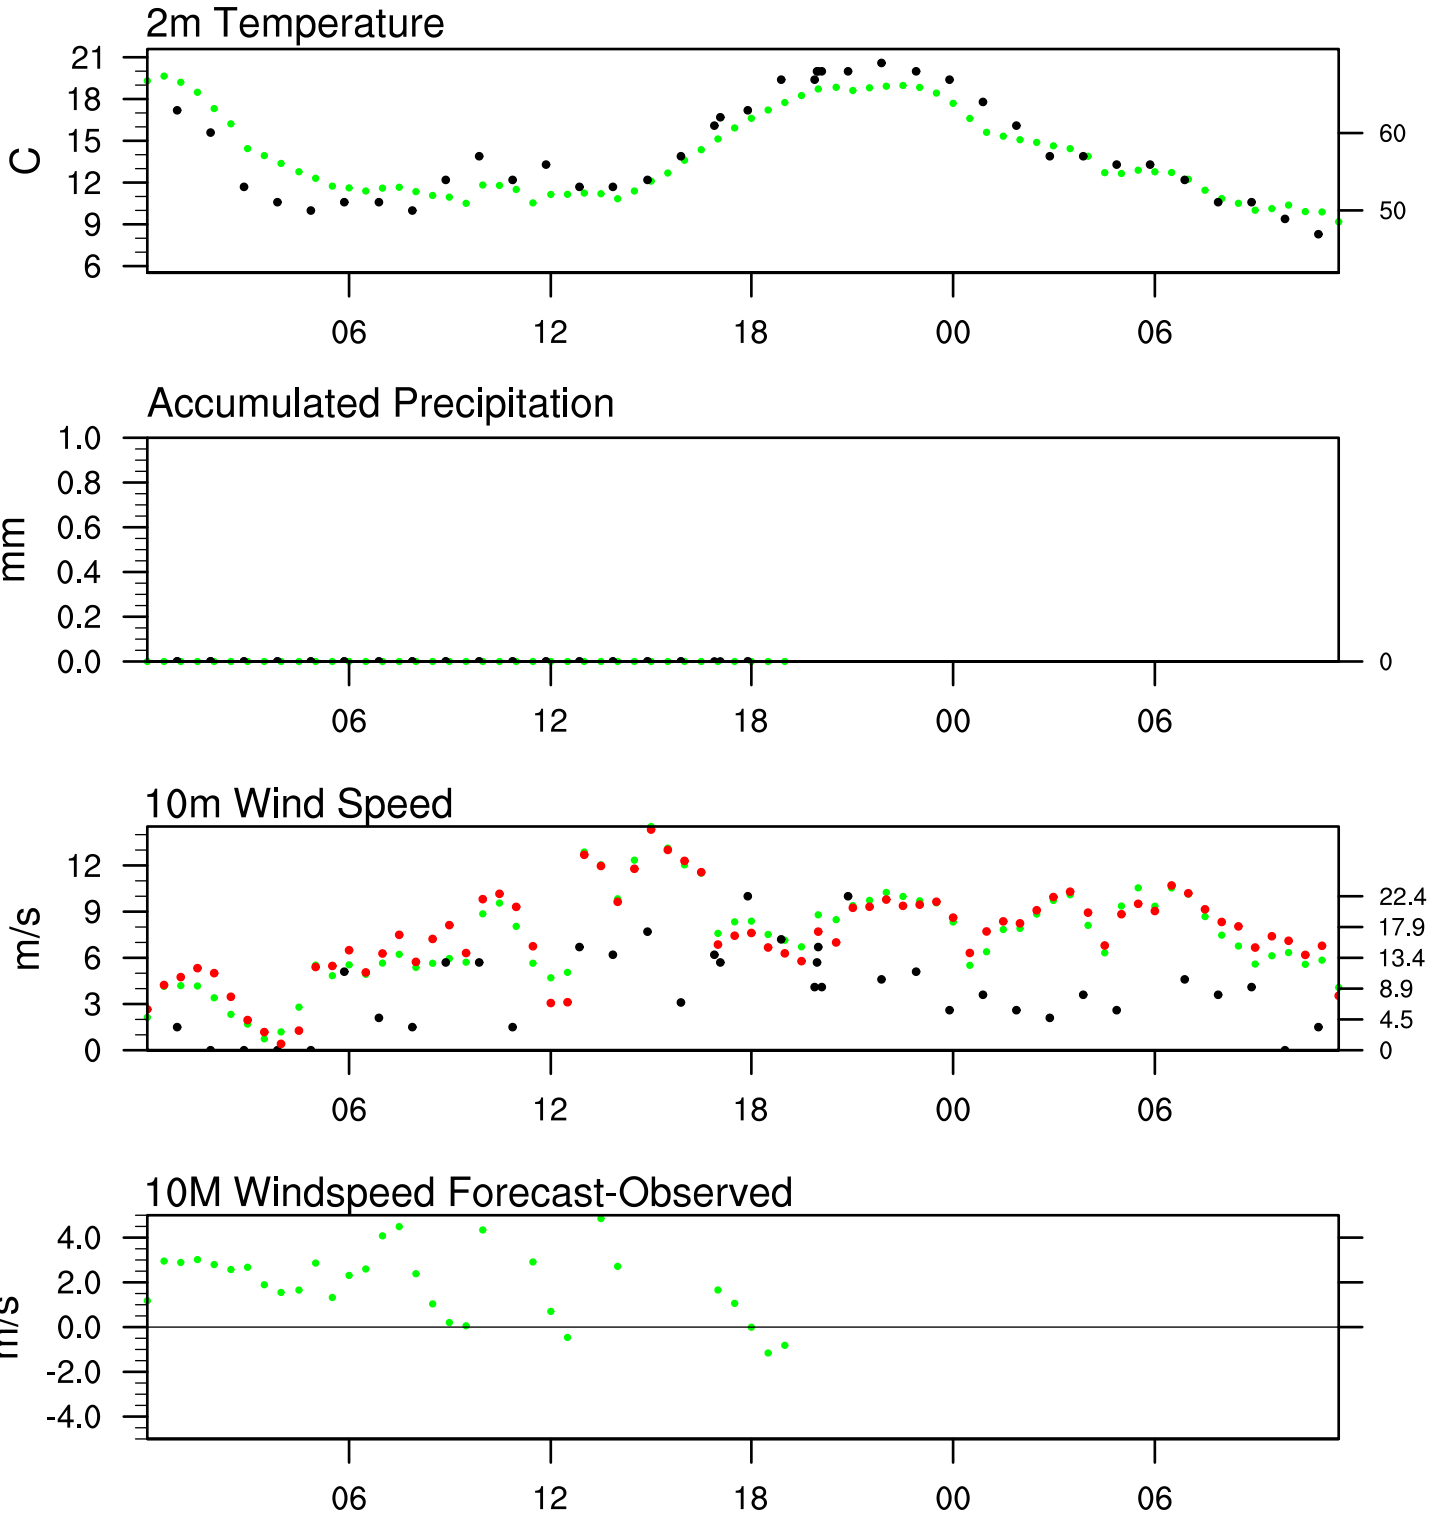 2m Temperature
21
18
15
12
9
6
C
60
50
06 12 18 00 06
Accumulated Precipitation
1.0
0.8
0.6
0.4
0.2
0.0
mm
0
06 12 18 00 06
10m Wind Speed
12
9
6
3
0
m/s
22.4
17.9
13.4
8.9
4.5
0
06 12 18 00 06
10M Windspeed Forecast-Observed
4.0
2.0
0.0
-2.0
-4.0
m/s
06 12 18 00 06